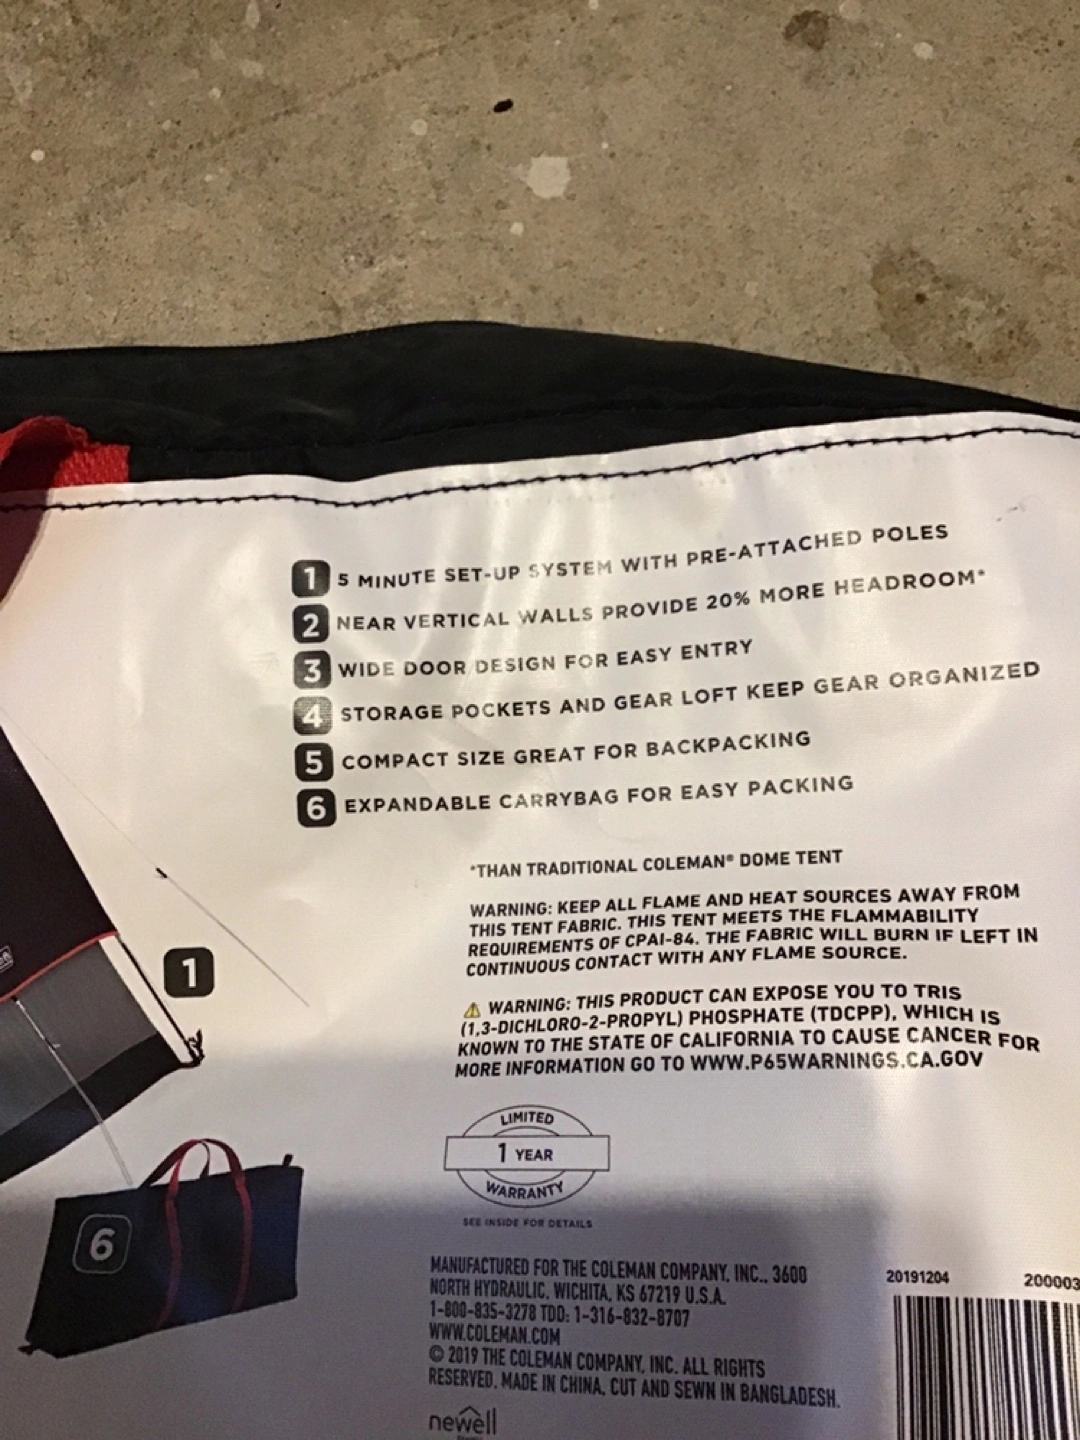 1 5 MINUTE SET-UP SYSTEM WITH PRE-ATTACHED POLES
2 NEAR VERTICAL WALLS PROVIDE 20% MORE HEADROOM*
3 WIDE DOOR DESIGN FOR EASY ENTRY
4 STORAGE POCKETS AND GEAR LOFT KEEP GEAR ORGANIZED
5 COMPACT SIZE GREAT FOR BACKPACKING
6 EXPANDABLE CARRYBAG FOR EASY PACKING
*THAN TRADITIONAL COLEMAN® DOME TENT
WARNING: KEEP ALL FLAME AND HEAT SOURCES AWAY FROM
THIS TENT FABRIC. THIS TENT MEETS THE FLAMMABILITY
REQUIREMENTS OF CPAI-84. THE FABRIC WILL BURN IF LEFT IN
CONTINUOUS CONTACT WITH ANY FLAME SOURCE.
⚠ WARNING: THIS PRODUCT CAN EXPOSE YOU TO TRIS
(1,3-DICHLORO-2-PROPYL) PHOSPHATE (TDCPP), WHICH IS
KNOWN TO THE STATE OF CALIFORNIA TO CAUSE CANCER FOR
MORE INFORMATION GO TO WWW.P65WARNINGS.CA.GOV
1
LIMITED
1 YEAR
WARRANTY
SEE INSIDE FOR DETAILS
6
MANUFACTURED FOR THE COLEMAN COMPANY, INC., 3600
NORTH HYDRAULIC, WICHITA, KS 67219 U.S.A.
1-800-835-3278 TDD: 1-316-832-8707
WWW.COLEMAN.COM
© 2019 THE COLEMAN COMPANY, INC. ALL RIGHTS
RESERVED. MADE IN CHINA, CUT AND SEWN IN BANGLADESH.
newell
20191204
200003